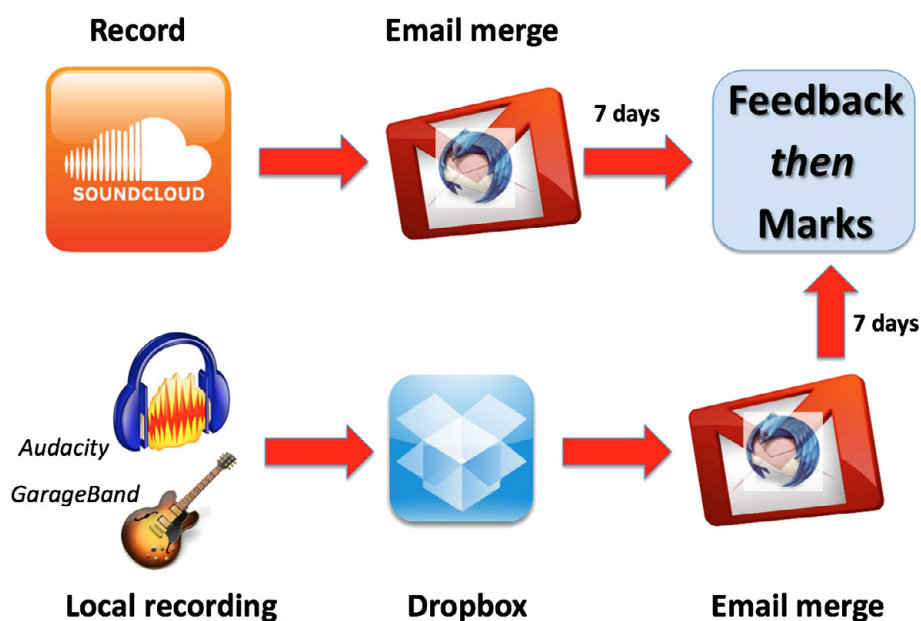 Record
Email merge
SOUNDCLOUD
7 days
Feedback
then
Marks
7 days
Audacity
GarageBand
Local recording
Dropbox
Email merge